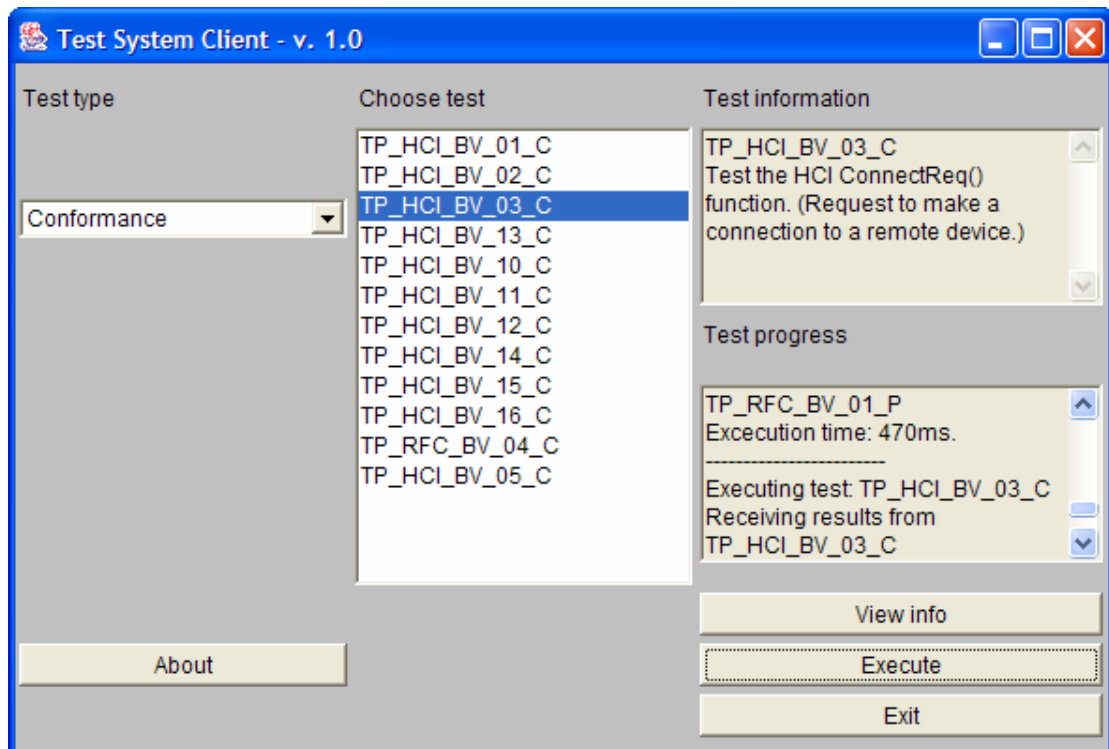 Test System Client - v. 1.0
Test type
Conformance
About
Choose test
TP_HCI_BV_01_C
TP_HCI_BV_02_C
TP_HCI_BV_03_C
TP_HCI_BV_13_C
TP_HCI_BV_10_C
TP_HCI_BV_11_C
TP_HCI_BV_12_C
TP_HCI_BV_14_C
TP_HCI_BV_15_C
TP_HCI_BV_16_C
TP_RFC_BV_04_C
TP_HCI_BV_05_C
Test information
TP_HCI_BV_03_C
Test the HCI ConnectReq()
function. (Request to make a
connection to a remote device.)
Test progress
TP_RFC_BV_01_P
Excecution time: 470ms.
------------------------
Executing test: TP_HCI_BV_03_C
Receiving results from
TP_HCI_BV_03_C
View info
Execute
Exit